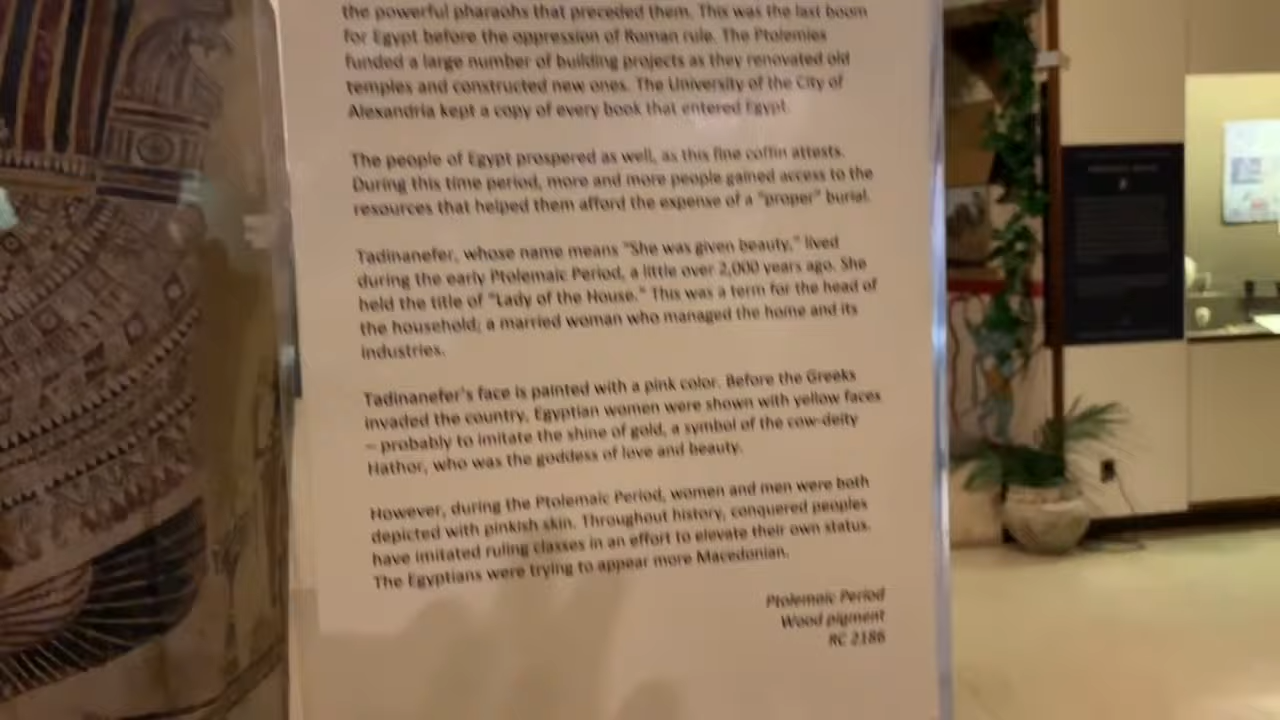 the powerful pharaohs that preceded them. This was the last boom
for Egypt before the oppression of Roman rule. The Ptolemies
funded a large number of building projects as they renovated old
temples and constructed new ones. The University of the City of
Alexandria kept a copy of every book that entered Egypt.
The people of Egypt prospered as well, as this fine coffin attests.
During this time period, more and more people gained access to the
resources that helped them afford the expense of a "proper" burial.
Tadinanefer, whose name means "She was given beauty," lived
during the early Ptolemaic Period, a little over 2,000 years ago. She
held the title of "Lady of the House." This was a term for the head of
the household; a married woman who managed the home and its
industries.
Tadinanefer's face is painted with a pink color. Before the Greeks
invaded the country, Egyptian women were shown with yellow faces
– probably to imitate the shine of gold, a symbol of the cow-deity
Hathor, who was the goddess of love and beauty.
However, during the Ptolemaic Period, women and men were both
depicted with pinkish skin. Throughout history, conquered peoples
have imitated ruling classes in an effort to elevate their own status.
The Egyptians were trying to appear more Macedonian.
Ptolemaic Period
Wood pigment
RC 2186